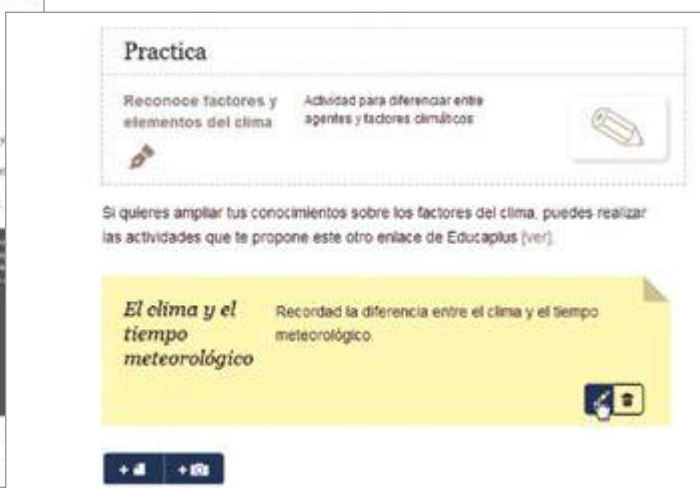 Practica
Reconoce factores y
elementos del clima
Actividad para diferenciar entre
agentes y factores climáticos
Si quieres ampliar tus conocimientos sobre los factores del clima, puedes realizar
las actividades que te propone este otro enlace de Educaplus [ver].
El clima y el
tiempo
meteorológico
Recordad la diferencia entre el clima y el tiempo
meteorológico.